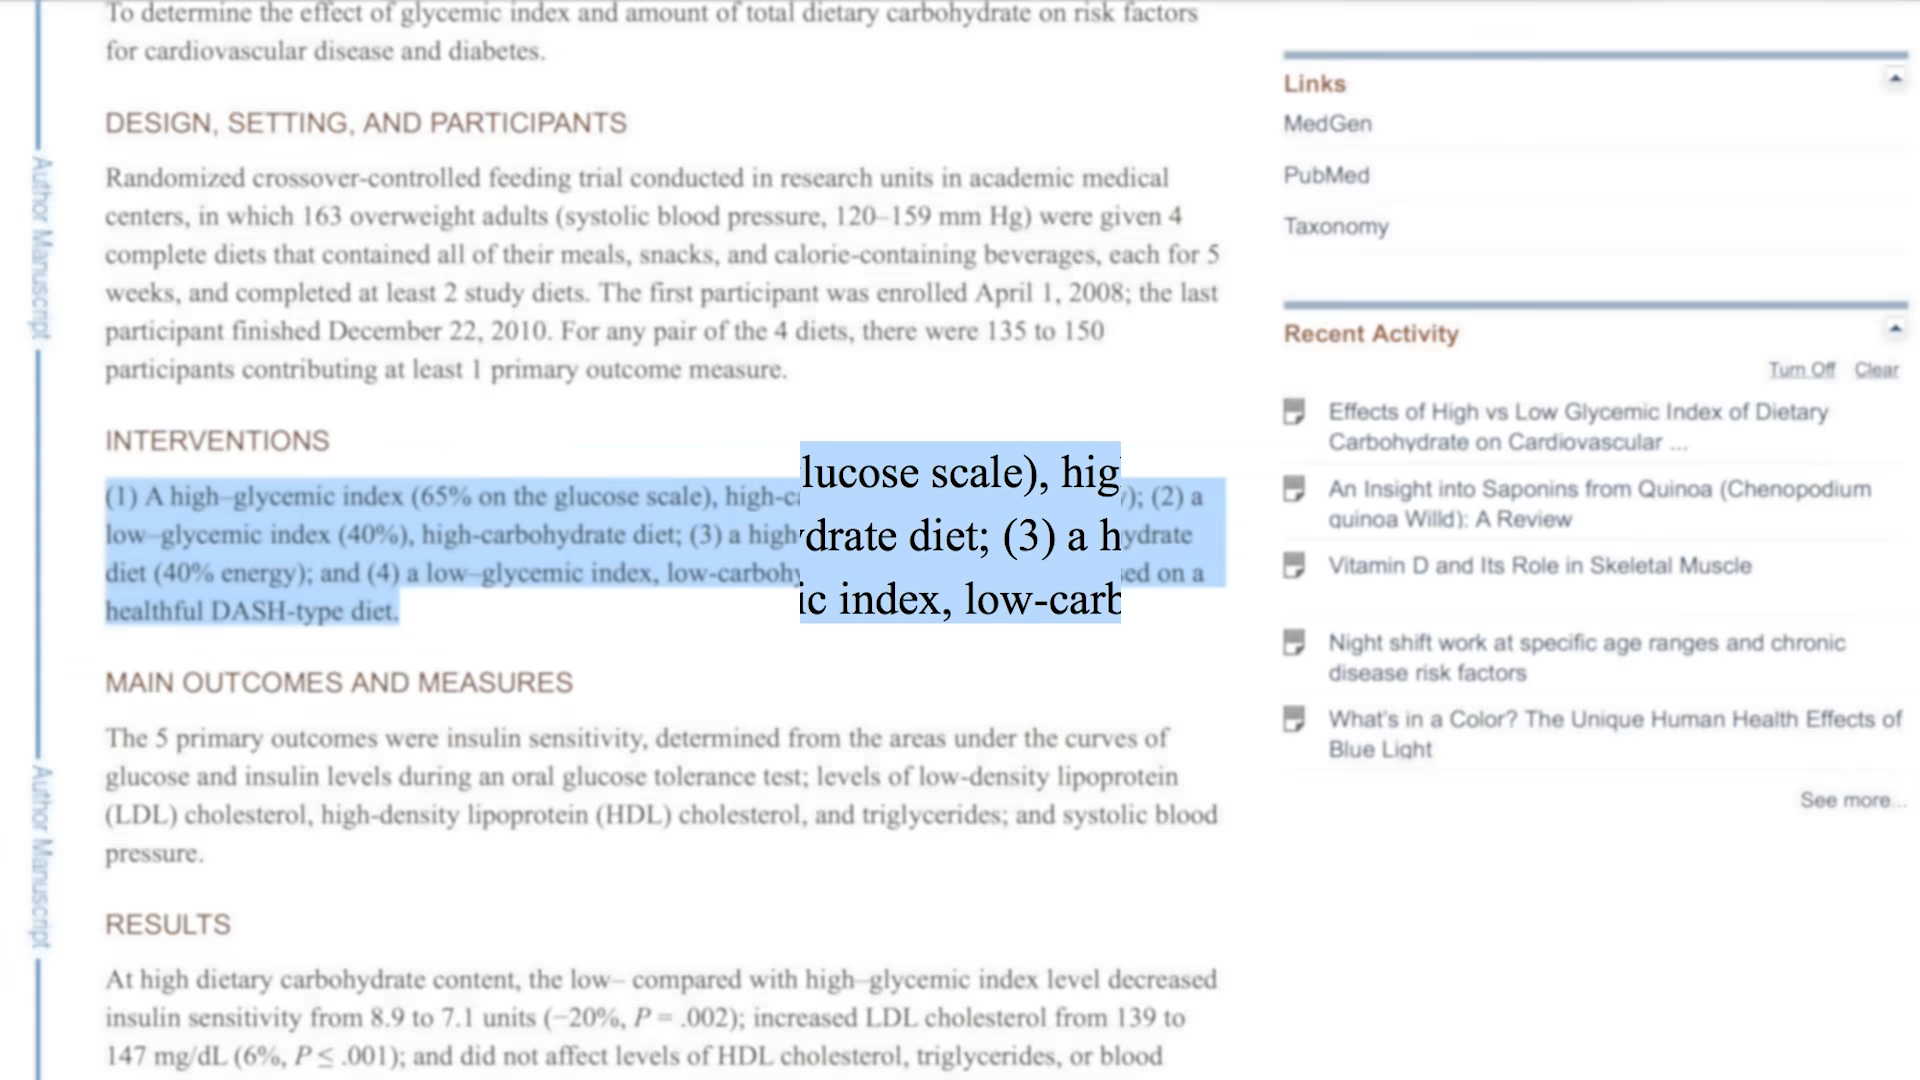 To determine the effect of glycemic index and amount of total dietary carbohydrate on risk factors
for cardiovascular disease and diabetes.
DESIGN, SETTING, AND PARTICIPANTS
Randomized crossover-controlled feeding trial conducted in research units in academic medical
centers, in which 163 overweight adults (systolic blood pressure, 120–159 mm Hg) were given 4
complete diets that contained all of their meals, snacks, and calorie-containing beverages, each for 5
weeks, and completed at least 2 study diets. The first participant was enrolled April 1, 2008; the last
participant finished December 22, 2010. For any pair of the 4 diets, there were 135 to 150
participants contributing at least 1 primary outcome measure.
INTERVENTIONS
(1) A high–glycemic index (65% on the glucose scale), high-ca ); (2) a
low–glycemic index (40%), high-carbohydrate diet; (3) a high ydrate
diet (40% energy); and (4) a low–glycemic index, low-carbohy ed on a
healthful DASH-type diet.
lucose scale), hig
drate diet; (3) a h
ic index, low-carb
MAIN OUTCOMES AND MEASURES
The 5 primary outcomes were insulin sensitivity, determined from the areas under the curves of
glucose and insulin levels during an oral glucose tolerance test; levels of low-density lipoprotein
(LDL) cholesterol, high-density lipoprotein (HDL) cholesterol, and triglycerides; and systolic blood
pressure.
RESULTS
At high dietary carbohydrate content, the low– compared with high–glycemic index level decreased
insulin sensitivity from 8.9 to 7.1 units (−20%, P = .002); increased LDL cholesterol from 139 to
147 mg/dL (6%, P ≤ .001); and did not affect levels of HDL cholesterol, triglycerides, or blood
Author Manuscript
Author Manuscript
Links
MedGen
PubMed
Taxonomy
Recent Activity
Turn Off Clear
Effects of High vs Low Glycemic Index of Dietary
Carbohydrate on Cardiovascular ...
An Insight into Saponins from Quinoa (Chenopodium
quinoa Willd): A Review
Vitamin D and Its Role in Skeletal Muscle
Night shift work at specific age ranges and chronic
disease risk factors
What's in a Color? The Unique Human Health Effects of
Blue Light
See more...